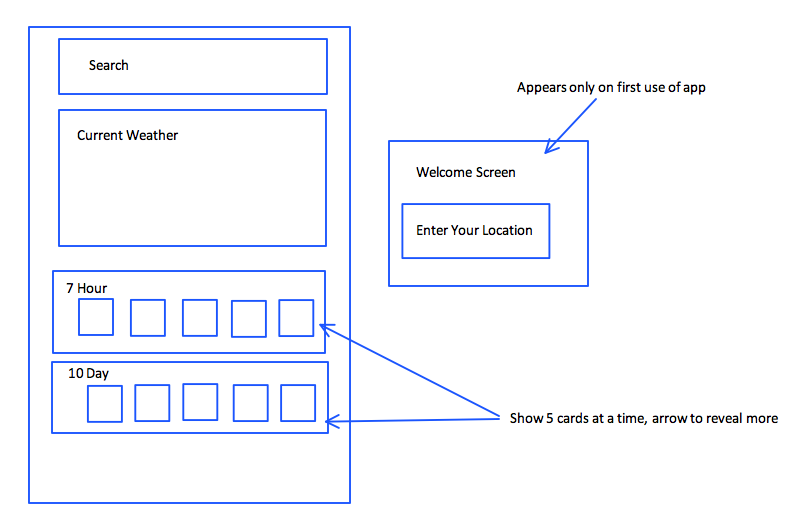 Search
Current Weather
7 Hour
10 Day
Appears only on first use of app
Welcome Screen
Enter Your Location
Show 5 cards at a time, arrow to reveal more